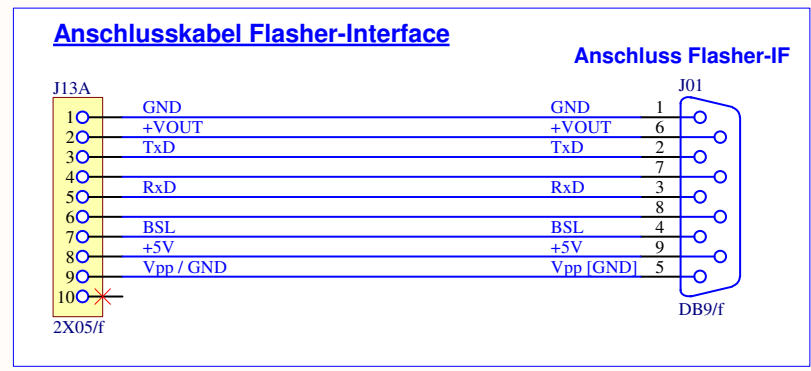 Anschlusskabel Flasher-Interface
Anschluss Flasher-IF
J13A J01
1 GND GND 1
2 +VOUT +VOUT 6
3 TxD TxD 2
4 7
5 RxD RxD 3
6 8
7 BSL BSL 4
8 +5V +5V 9
9 Vpp / GND Vpp [GND] 5
10
2X05/f DB9/f